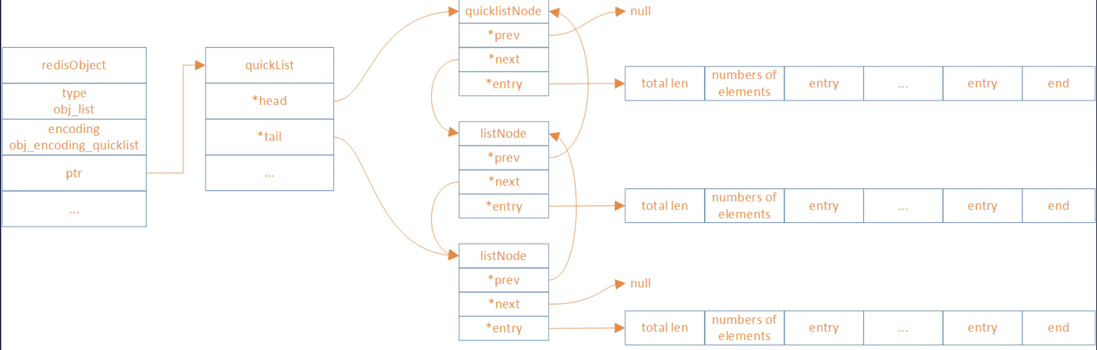 redisObject
type
obj_list
encoding
obj_encoding_quicklist
ptr
...
quickList
*head
*tail
...
quicklistNode
*prev
*next
*entry
null
total len
numbers of
elements
entry
...
entry
end
listNode
*prev
*next
*entry
total len
numbers of
elements
entry
...
entry
end
listNode
*prev
*next
*entry
null
total len
numbers of
elements
entry
...
entry
end